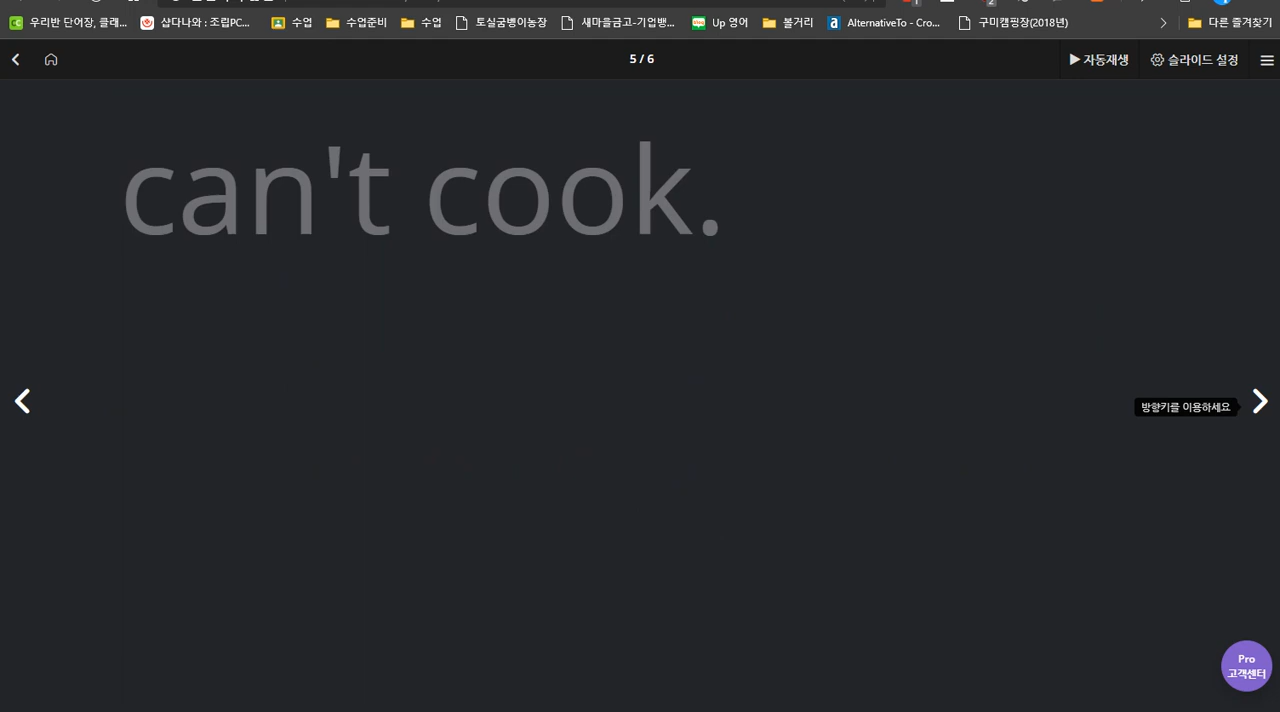 우리반 단어장, 클래... 샵다나와 : 조립PC... 수업 수업준비 수업 토실굼벵이농장 새마을금고-기업뱅... Up 영어 볼거리 AlternativeTo - Cro... 구미캠핑장(2018년) 다른 즐겨찾기
5 / 6 자동재생 슬라이드 설정
can't cook.
방향키를 이용하세요
Pro
고객센터